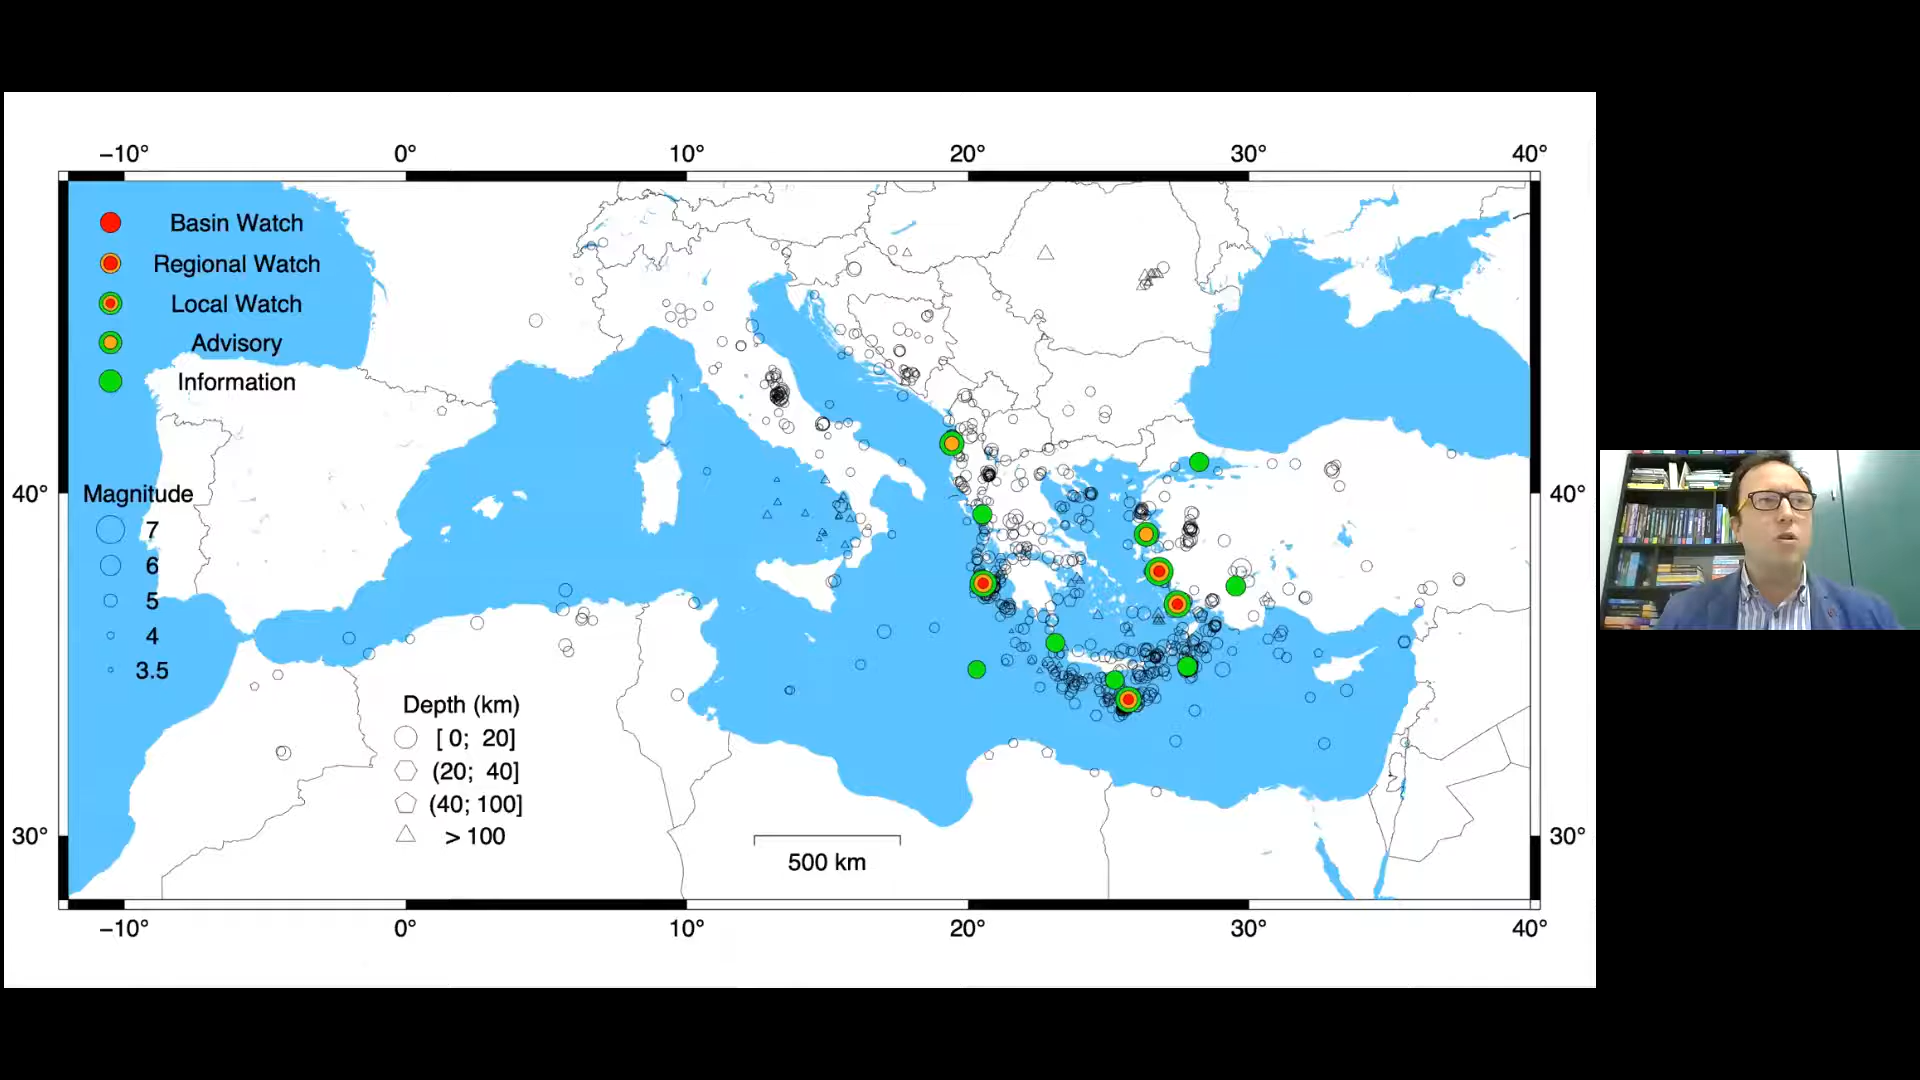 −10° 0° 10° 20° 30° 40°
Basin Watch
Regional Watch
Local Watch
Advisory
Information
40° 40°
Magnitude
7
6
5
4
3.5
Depth (km)
[ 0; 20]
(20; 40]
(40; 100]
> 100
500 km
30° 30°
−10° 0° 10° 20° 30° 40°